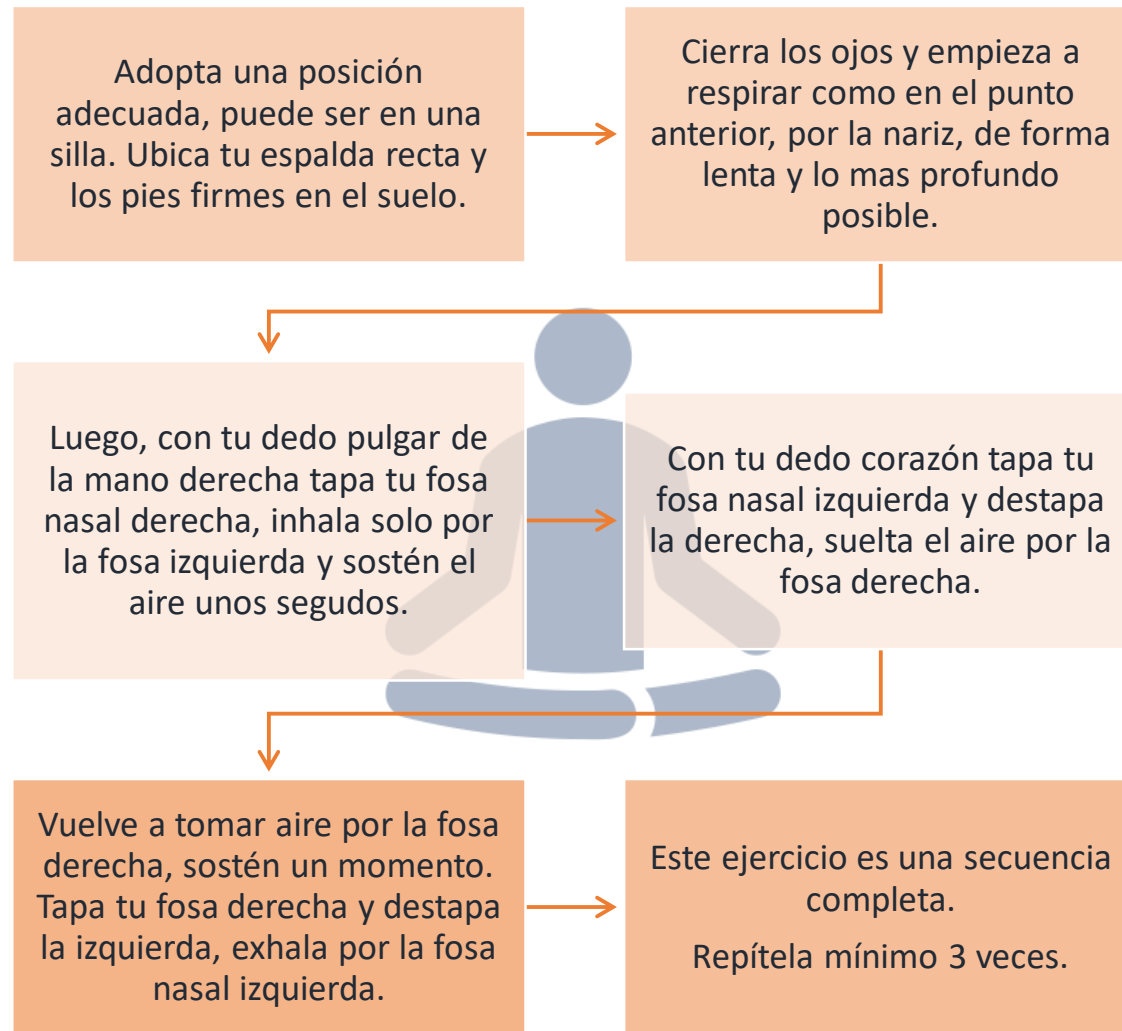 Adopta una posición
adecuada, puede ser en una
silla. Ubica tu espalda recta y
los pies firmes en el suelo.
Cierra los ojos y empieza a
respirar como en el punto
anterior, por la nariz, de forma
lenta y lo mas profundo
posible.
Luego, con tu dedo pulgar de
la mano derecha tapa tu fosa
nasal derecha, inhala solo por
la fosa izquierda y sostén el
aire unos segudos.
Con tu dedo corazón tapa tu
fosa nasal izquierda y destapa
la derecha, suelta el aire por la
fosa derecha.
Vuelve a tomar aire por la fosa
derecha, sostén un momento.
Tapa tu fosa derecha y destapa
la izquierda, exhala por la fosa
nasal izquierda.
Este ejercicio es una secuencia
completa.
Repítela mínimo 3 veces.